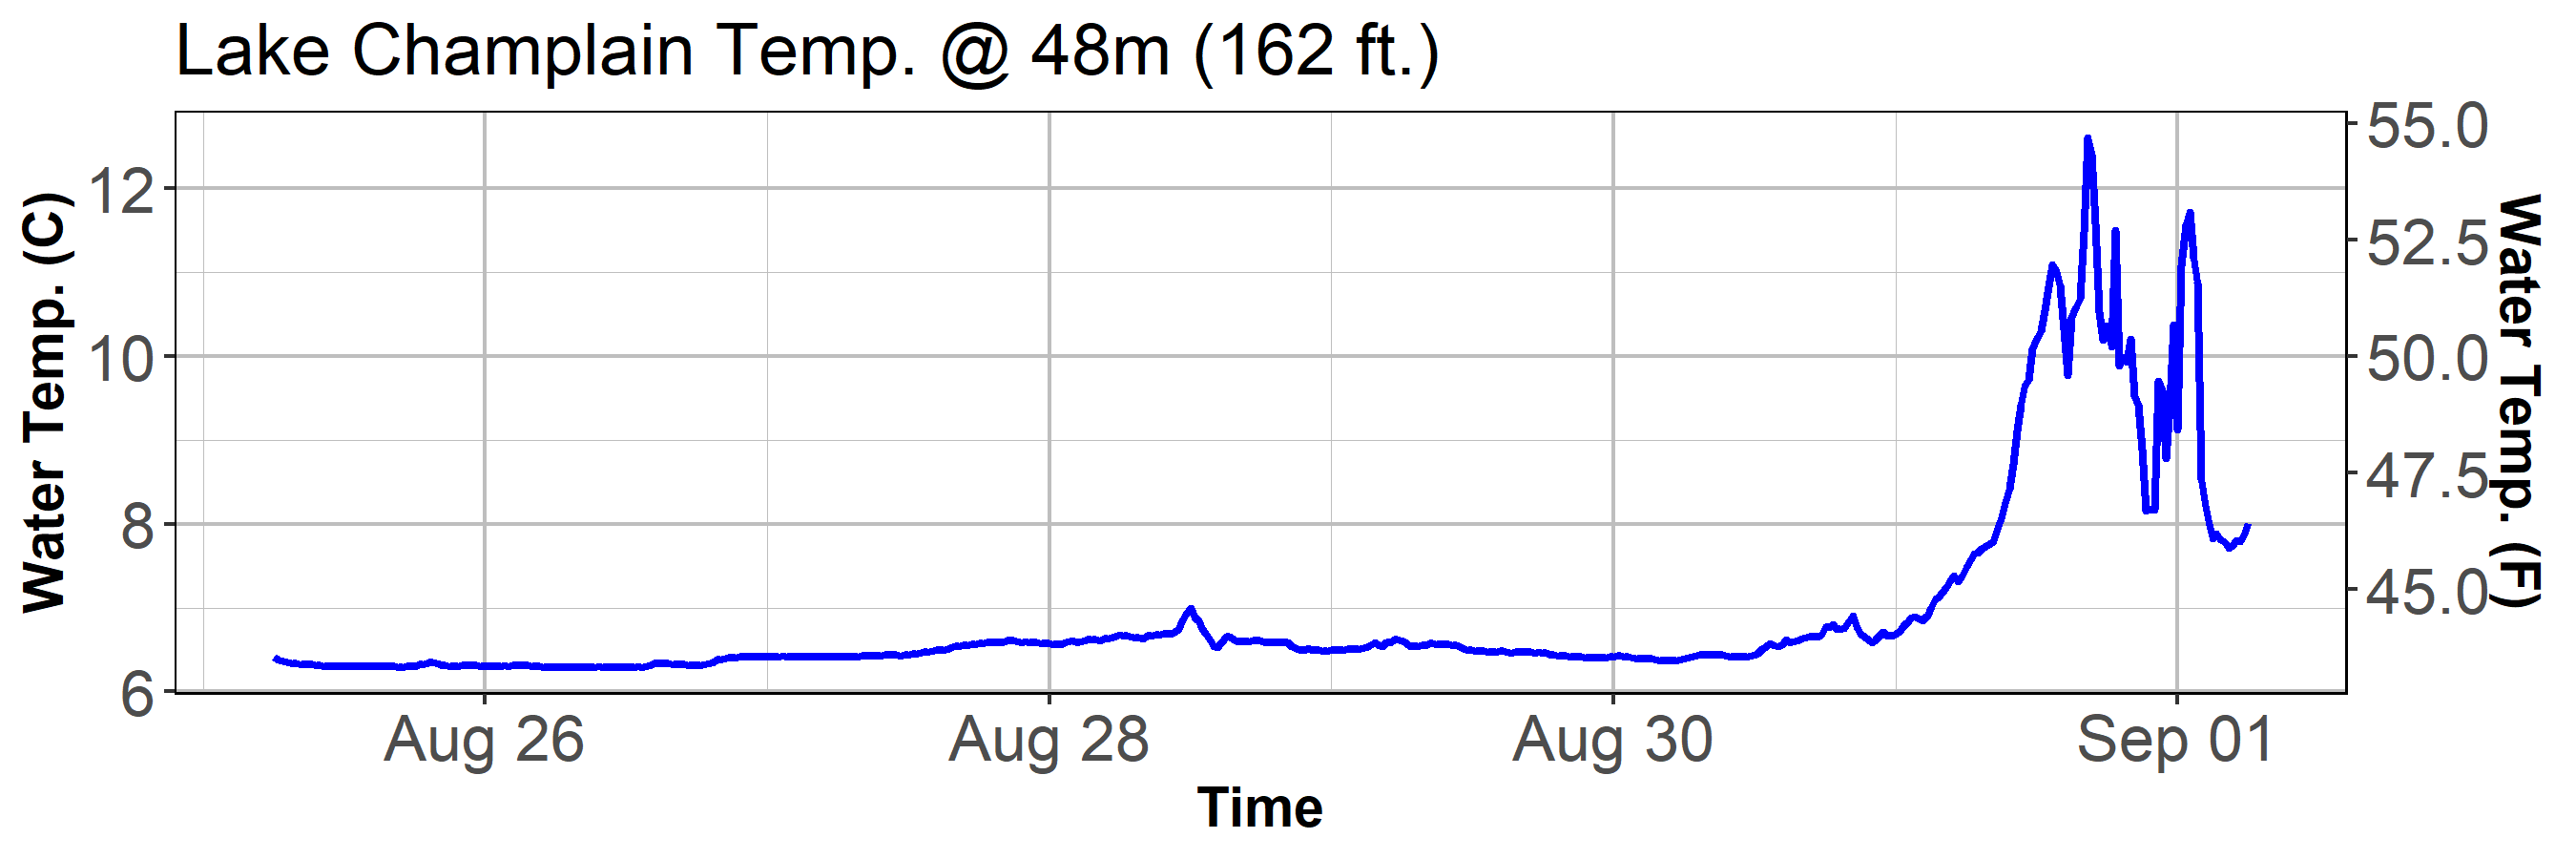 Lake Champlain Temp. @ 48m (162 ft.)
Water Temp. (C)
12
10
8
6
55.0
52.5
50.0
47.5
45.0
Water Temp. (F)
Aug 26
Aug 28
Aug 30
Sep 01
Time